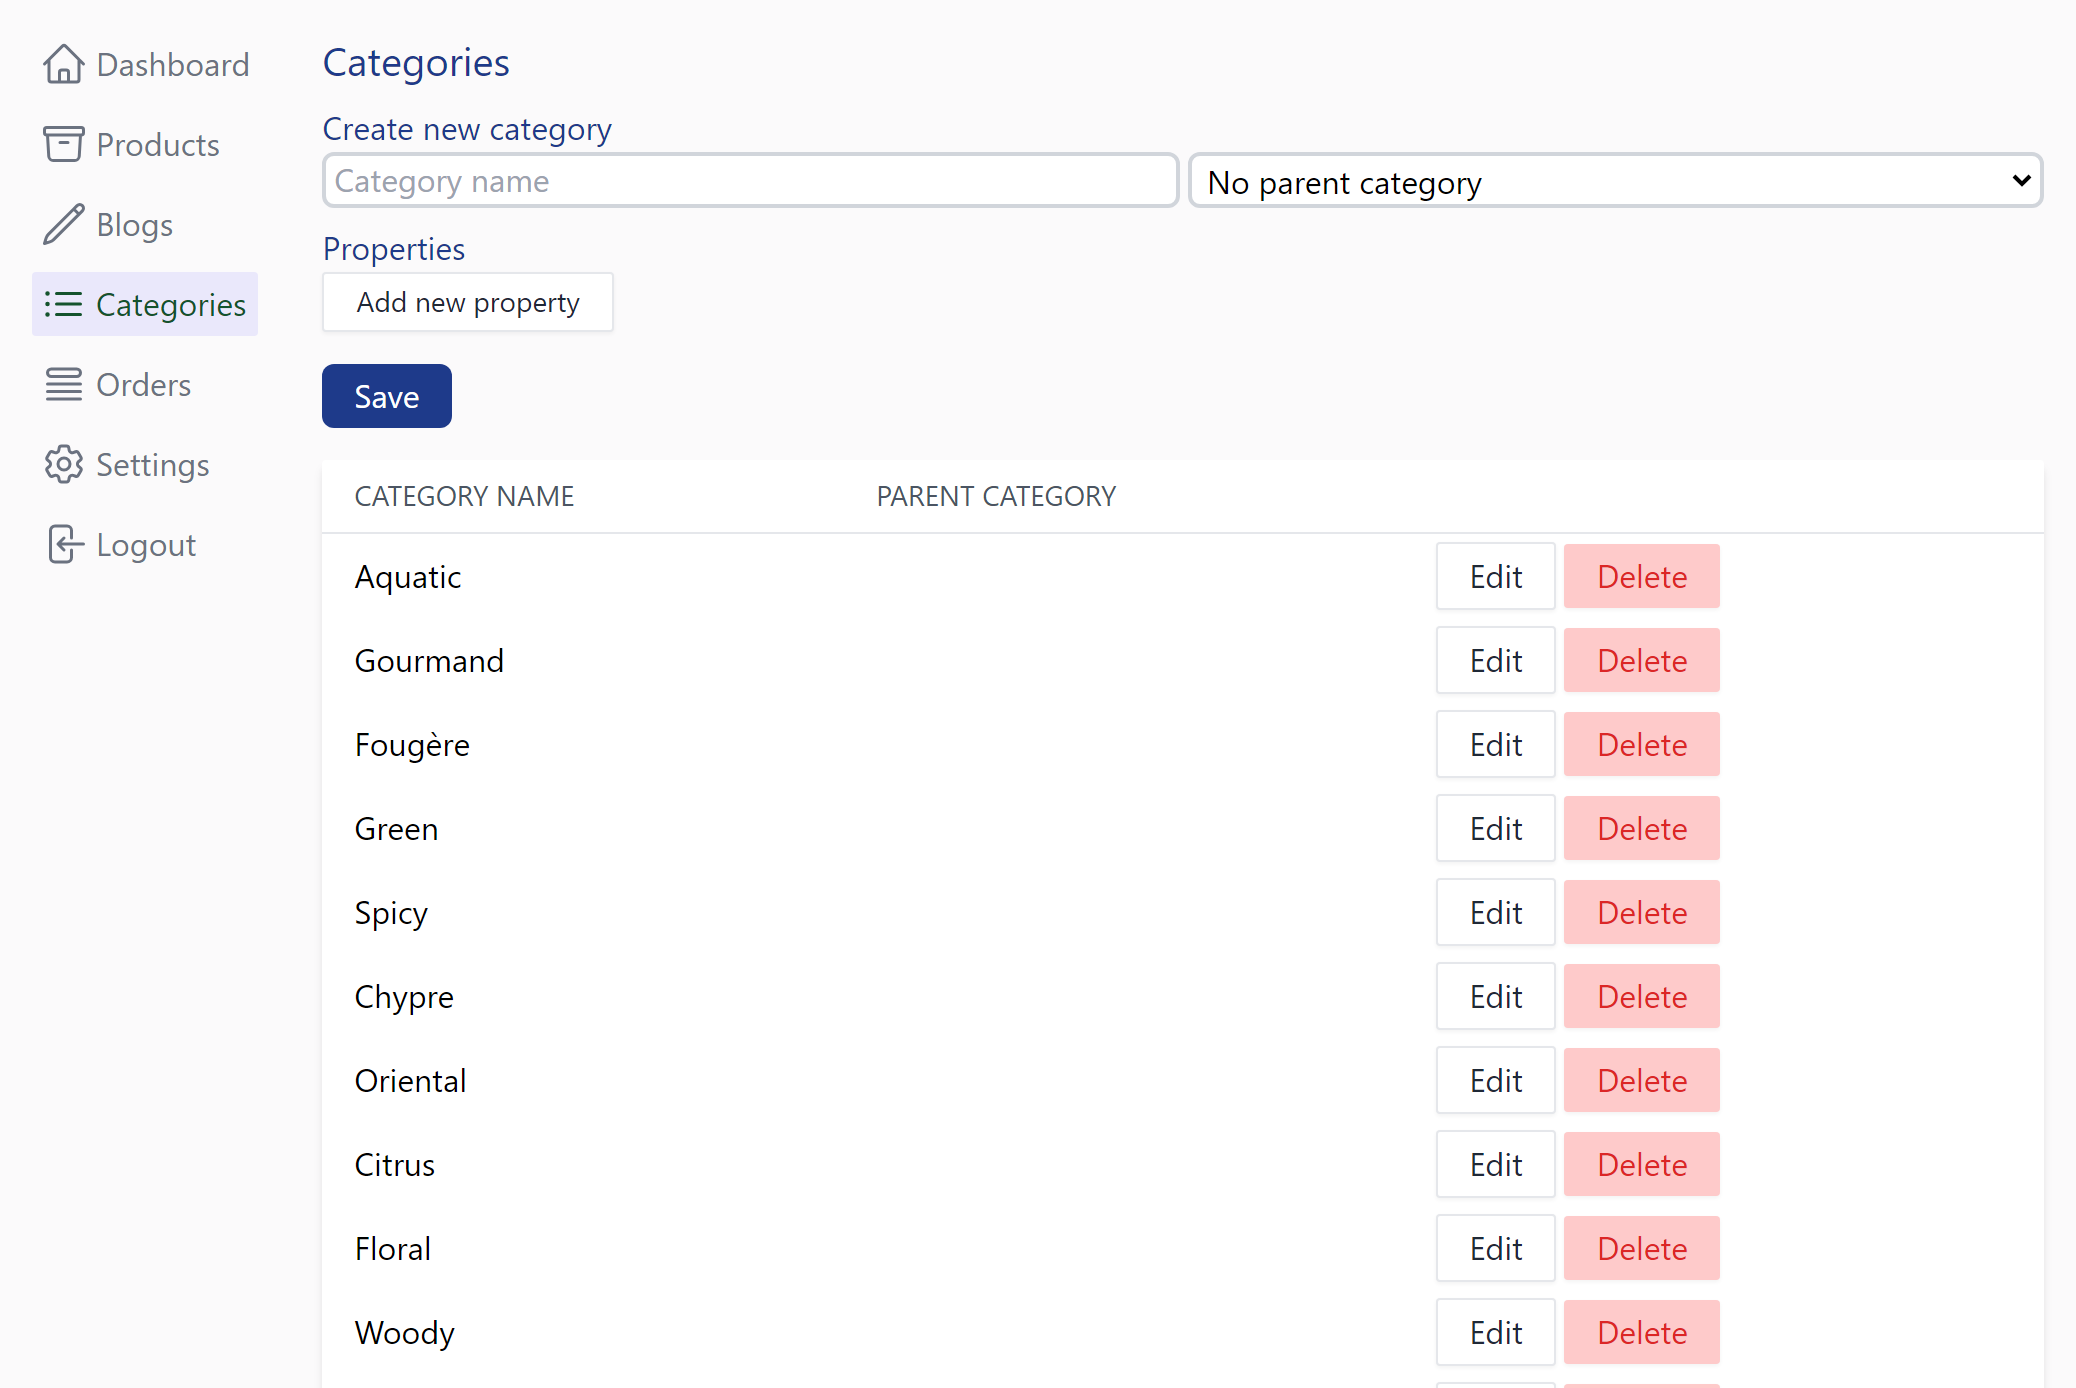 Dashboard
Products
Blogs
Categories
Orders
Settings
Logout
Categories
Create new category
Category name
No parent category
Properties
Add new property
Save
CATEGORY NAME PARENT CATEGORY
Aquatic Edit Delete
Gourmand Edit Delete
Fougère Edit Delete
Green Edit Delete
Spicy Edit Delete
Chypre Edit Delete
Oriental Edit Delete
Citrus Edit Delete
Floral Edit Delete
Woody Edit Delete